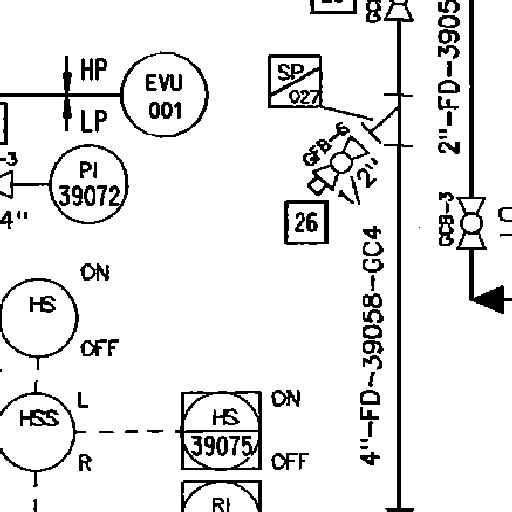 HP
EVU
001
LP
SP
027
GFB-6
1/2"
26
-3
PI
39072
4"
2"-FD-3905
GCB-3
4"-FD-39058-GC4
ON
HS
OFF
L
HSS
R
ON
HS
39075
OFF
RI